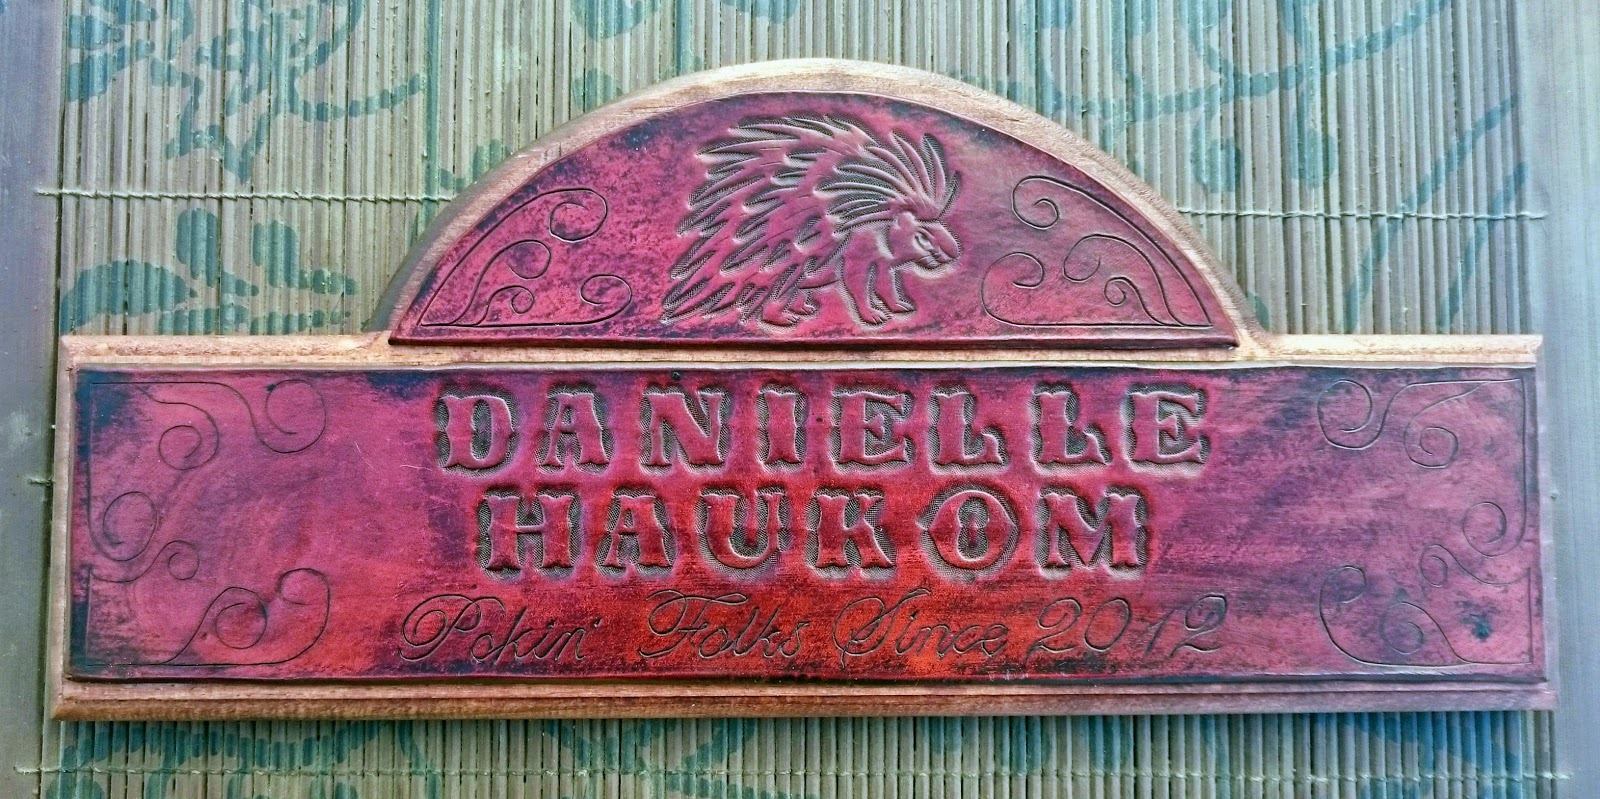 DANIELLE
HAUKOM
Pokin' Folks Since 2012